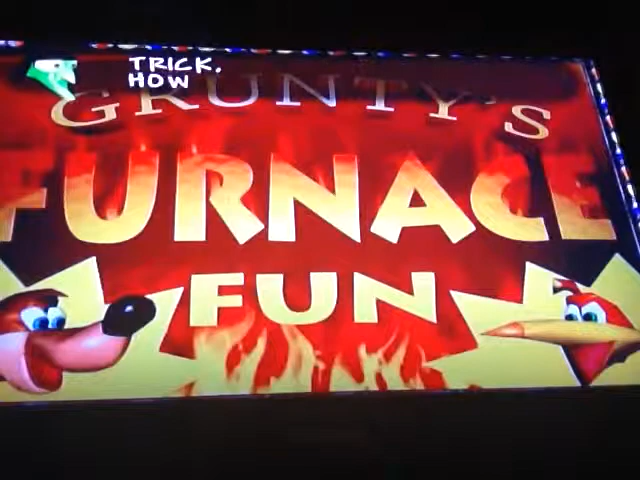 TRICK.
HOW
GRUNTY'S
FURNACE
FUN